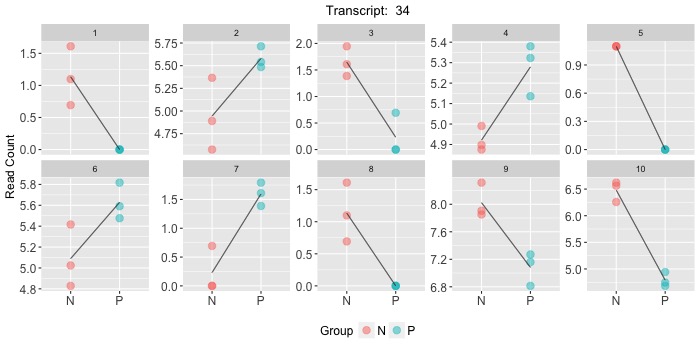 Transcript: 34
1 2 3 4 5
1.5 1.0 0.5 0.0
5.75 5.50 5.25 5.00 4.75
2.0 1.5 1.0 0.5 0.0
5.4 5.3 5.2 5.1 5.0 4.9
0.9 0.6 0.3 0.0
Read Count
6 7 8 9 10
5.8 5.6 5.4 5.2 5.0 4.8
1.5 1.0 0.5 0.0
1.5 1.0 0.5 0.0
8.0 7.6 7.2 6.8
6.5 6.0 5.5 5.0
N P N P N P N P N P
Group N P